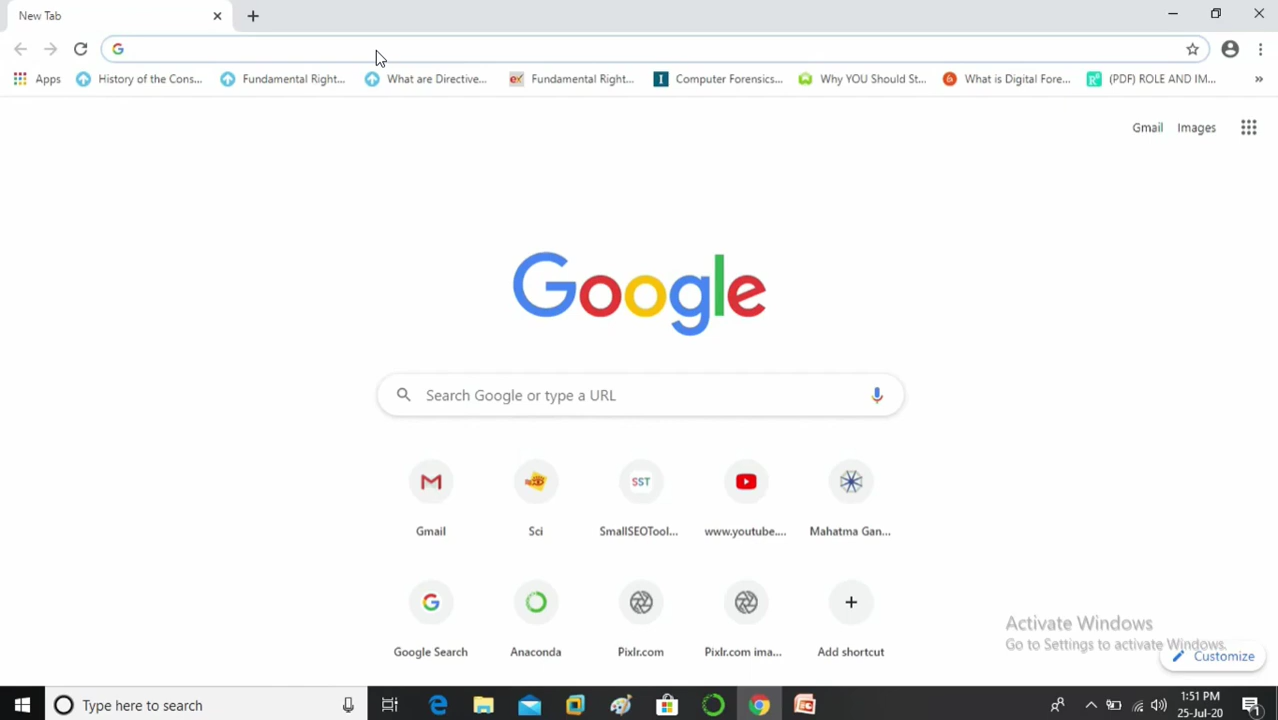 New Tab
Apps
History of the Cons...
Fundamental Right...
What are Directive...
Fundamental Right...
Computer Forensics...
Why YOU Should St...
What is Digital Fore...
(PDF) ROLE AND IM...
»
Gmail
Images
Google
Search Google or type a URL
SST
Gmail
Sci
SmallSEOTool...
www.youtube....
Mahatma Gan...
Google Search
Anaconda
Pixlr.com
Pixlr.com ima...
Add shortcut
Activate Windows
Go to Settings to activate Windows.
Customize
Type here to search
1:51 PM
25-Jul-20
1